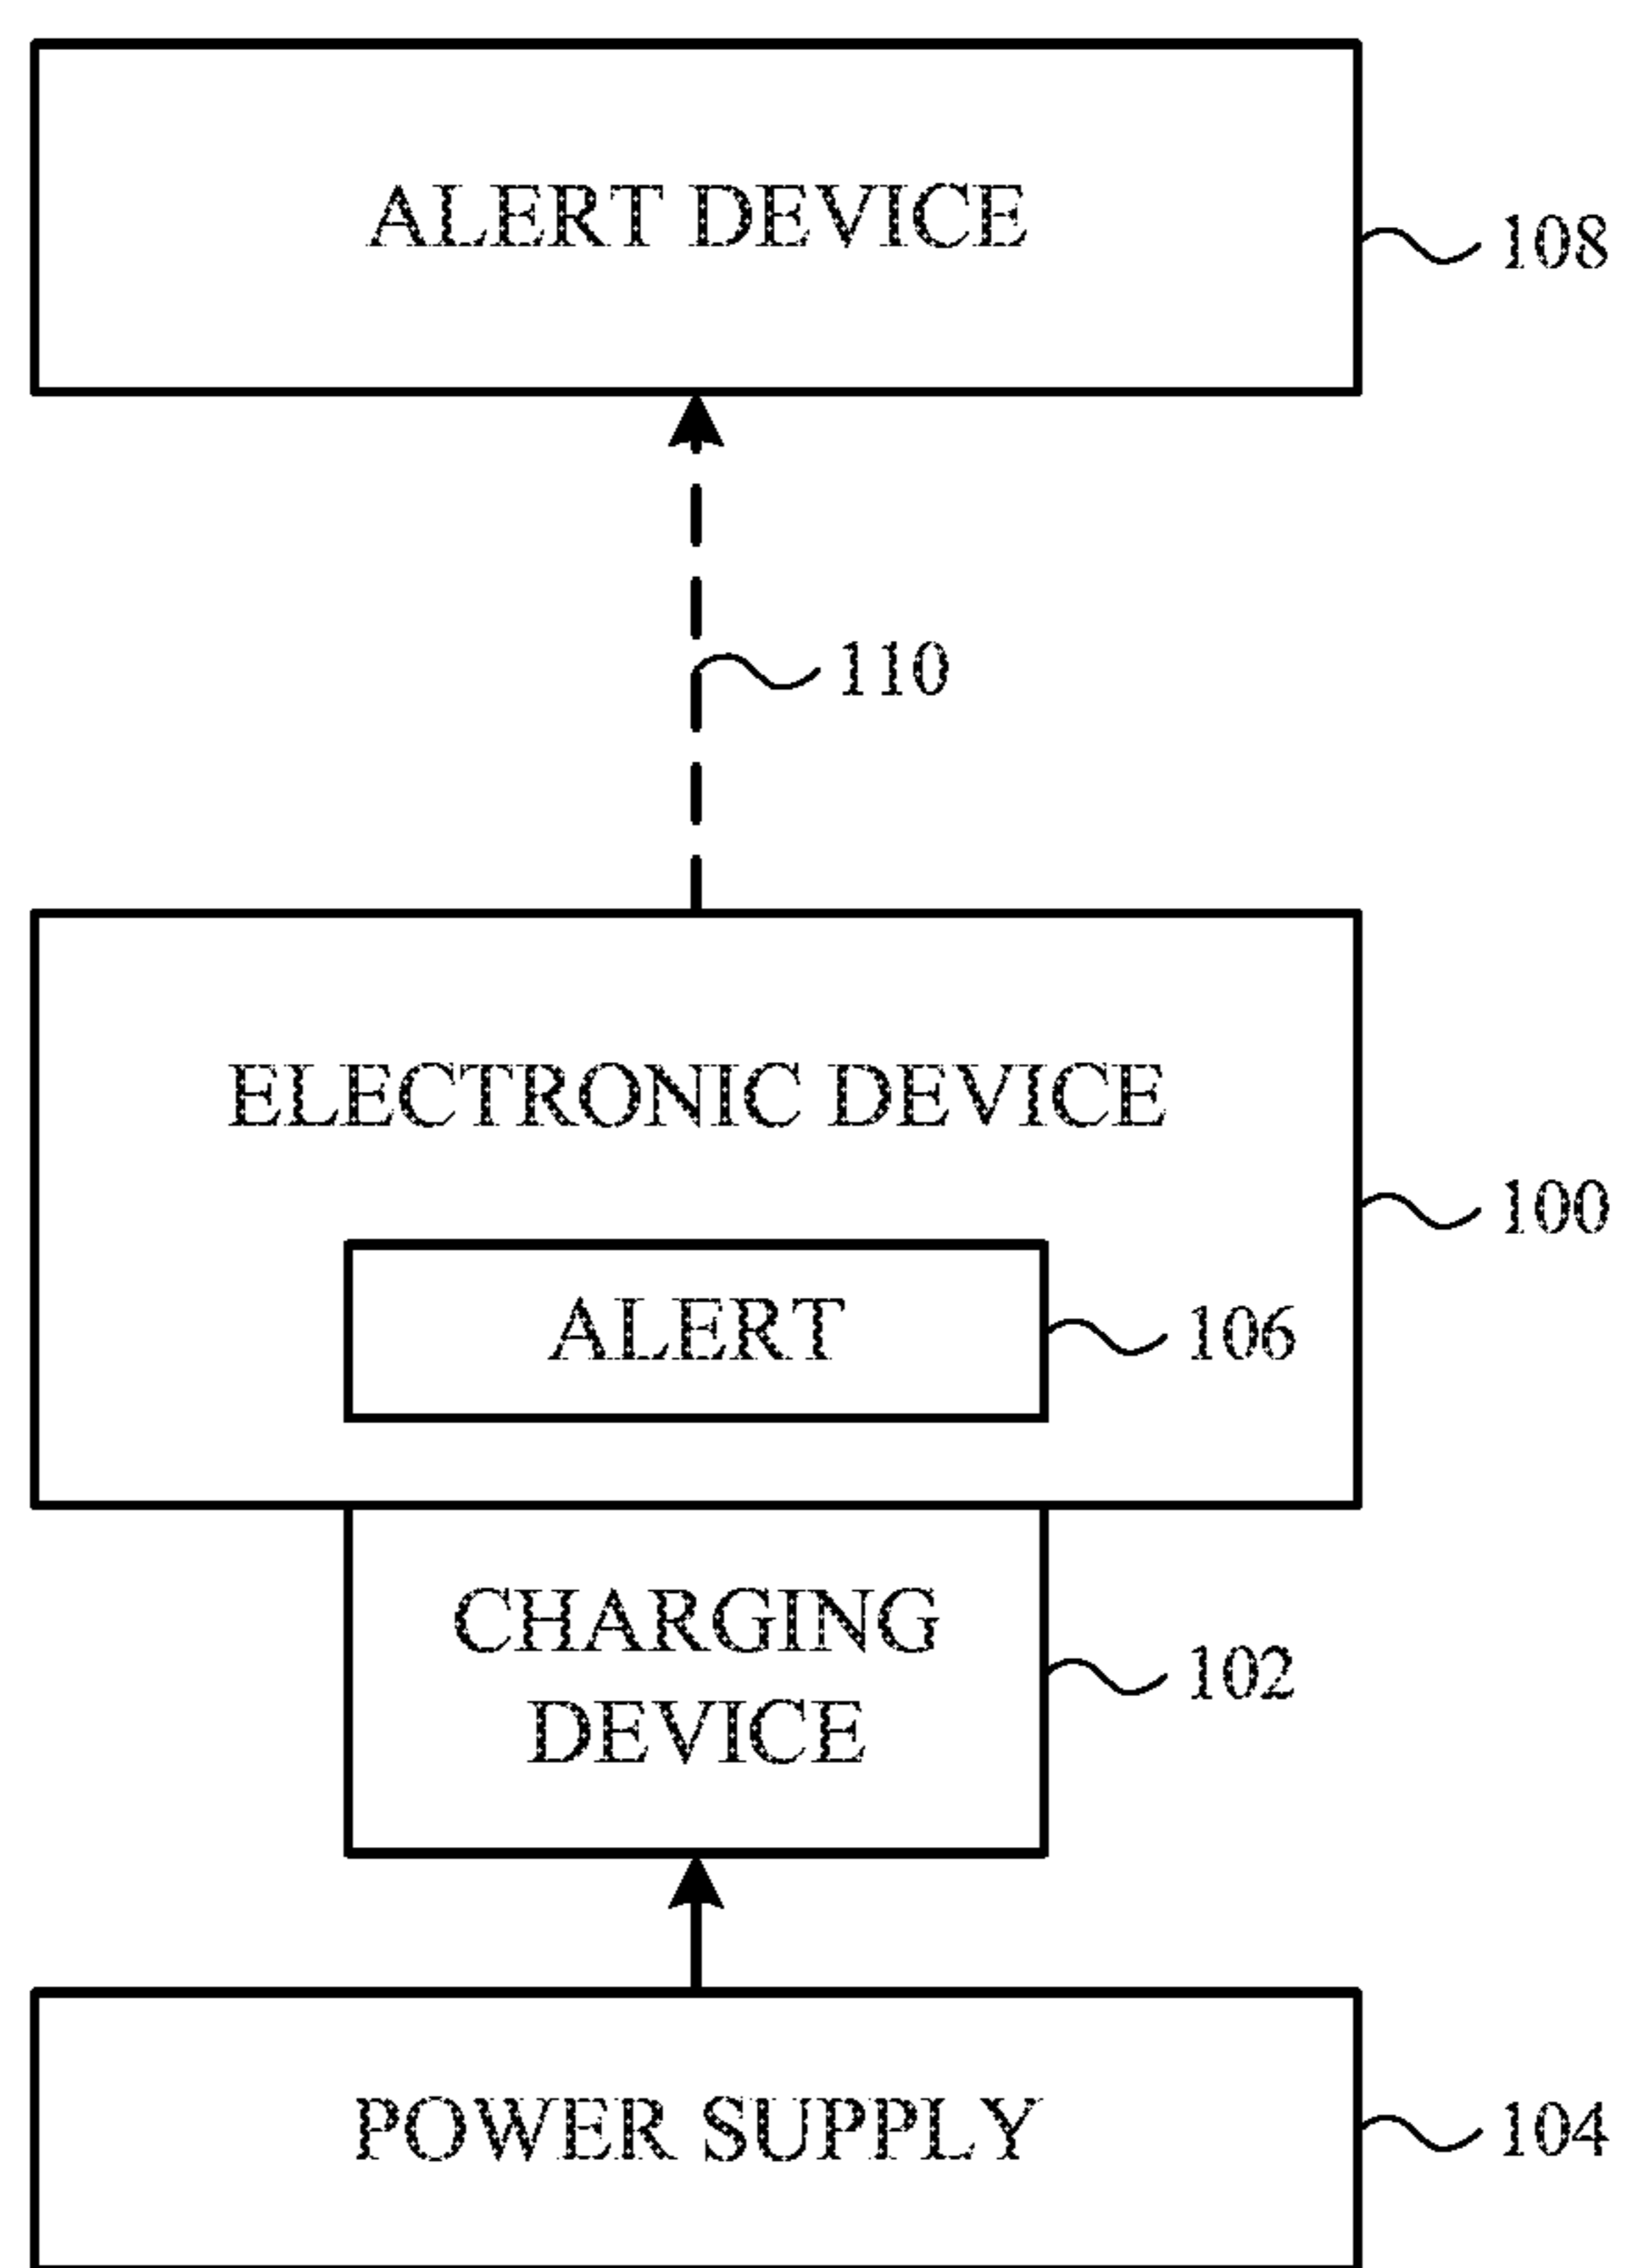 ALERT DEVICE
108
110
ELECTRONIC DEVICE
100
ALERT
106
CHARGING
DEVICE
102
POWER SUPPLY
104